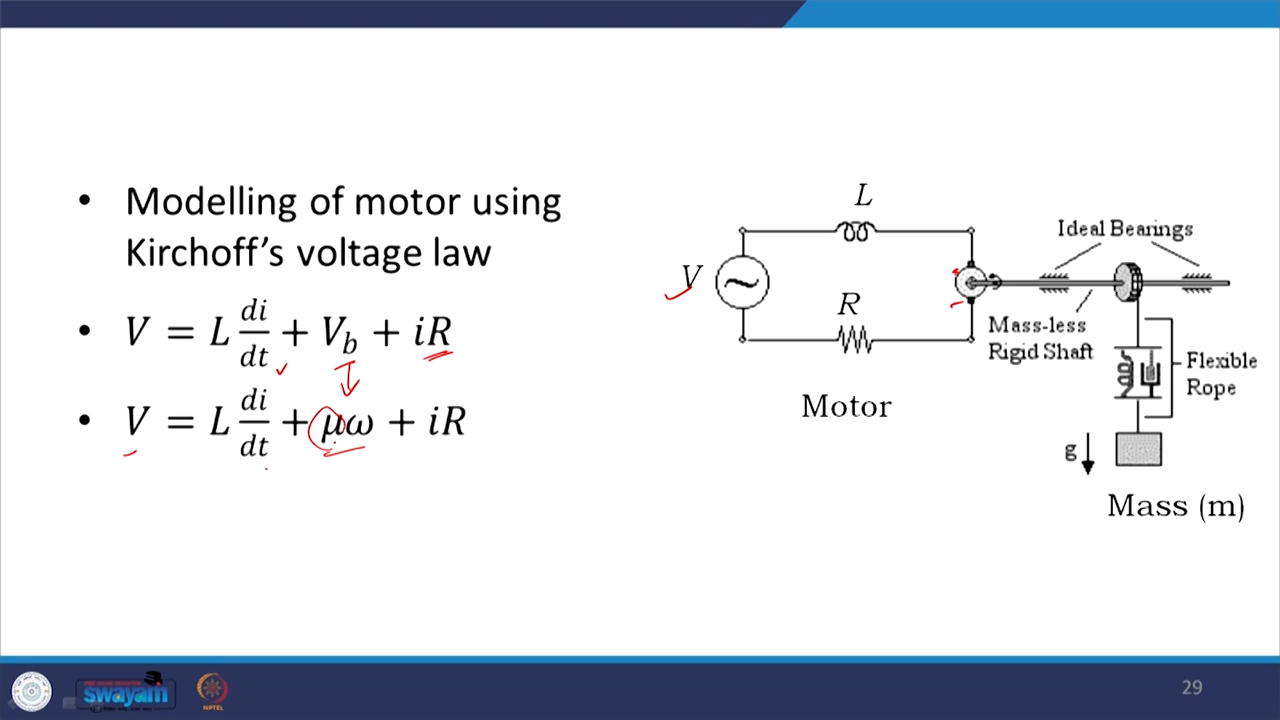 • Modelling of motor using
Kirchoff's voltage law
• V = L di/dt + V_b + iR
• V = L di/dt + μω + iR
L
V
R
Motor
Ideal Bearings
Mass-less
Rigid Shaft
Flexible
Rope
g
Mass (m)
swayam
NPTEL
29